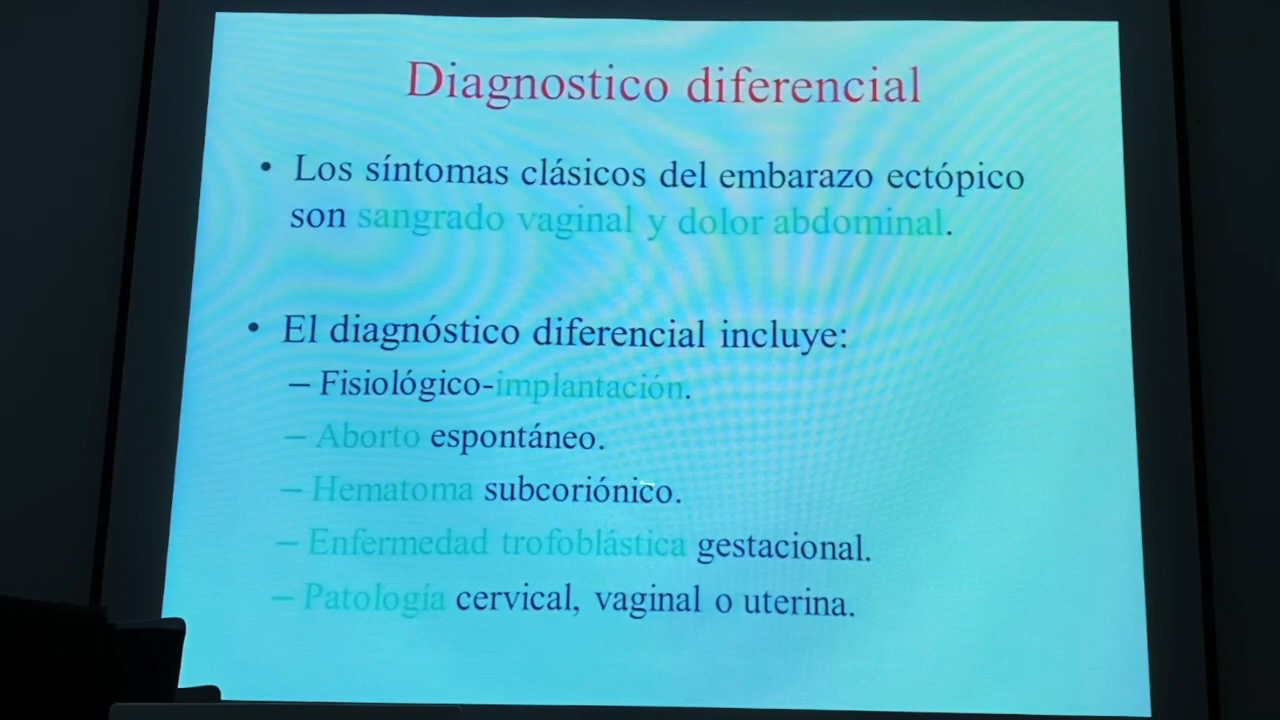 Diagnostico diferencial
• Los síntomas clásicos del embarazo ectópico
son sangrado vaginal y dolor abdominal.
• El diagnóstico diferencial incluye:
– Fisiológico-implantación.
– Aborto espontáneo.
– Hematoma subcoriónico.
– Enfermedad trofoblástica gestacional.
– Patología cervical, vaginal o uterina.